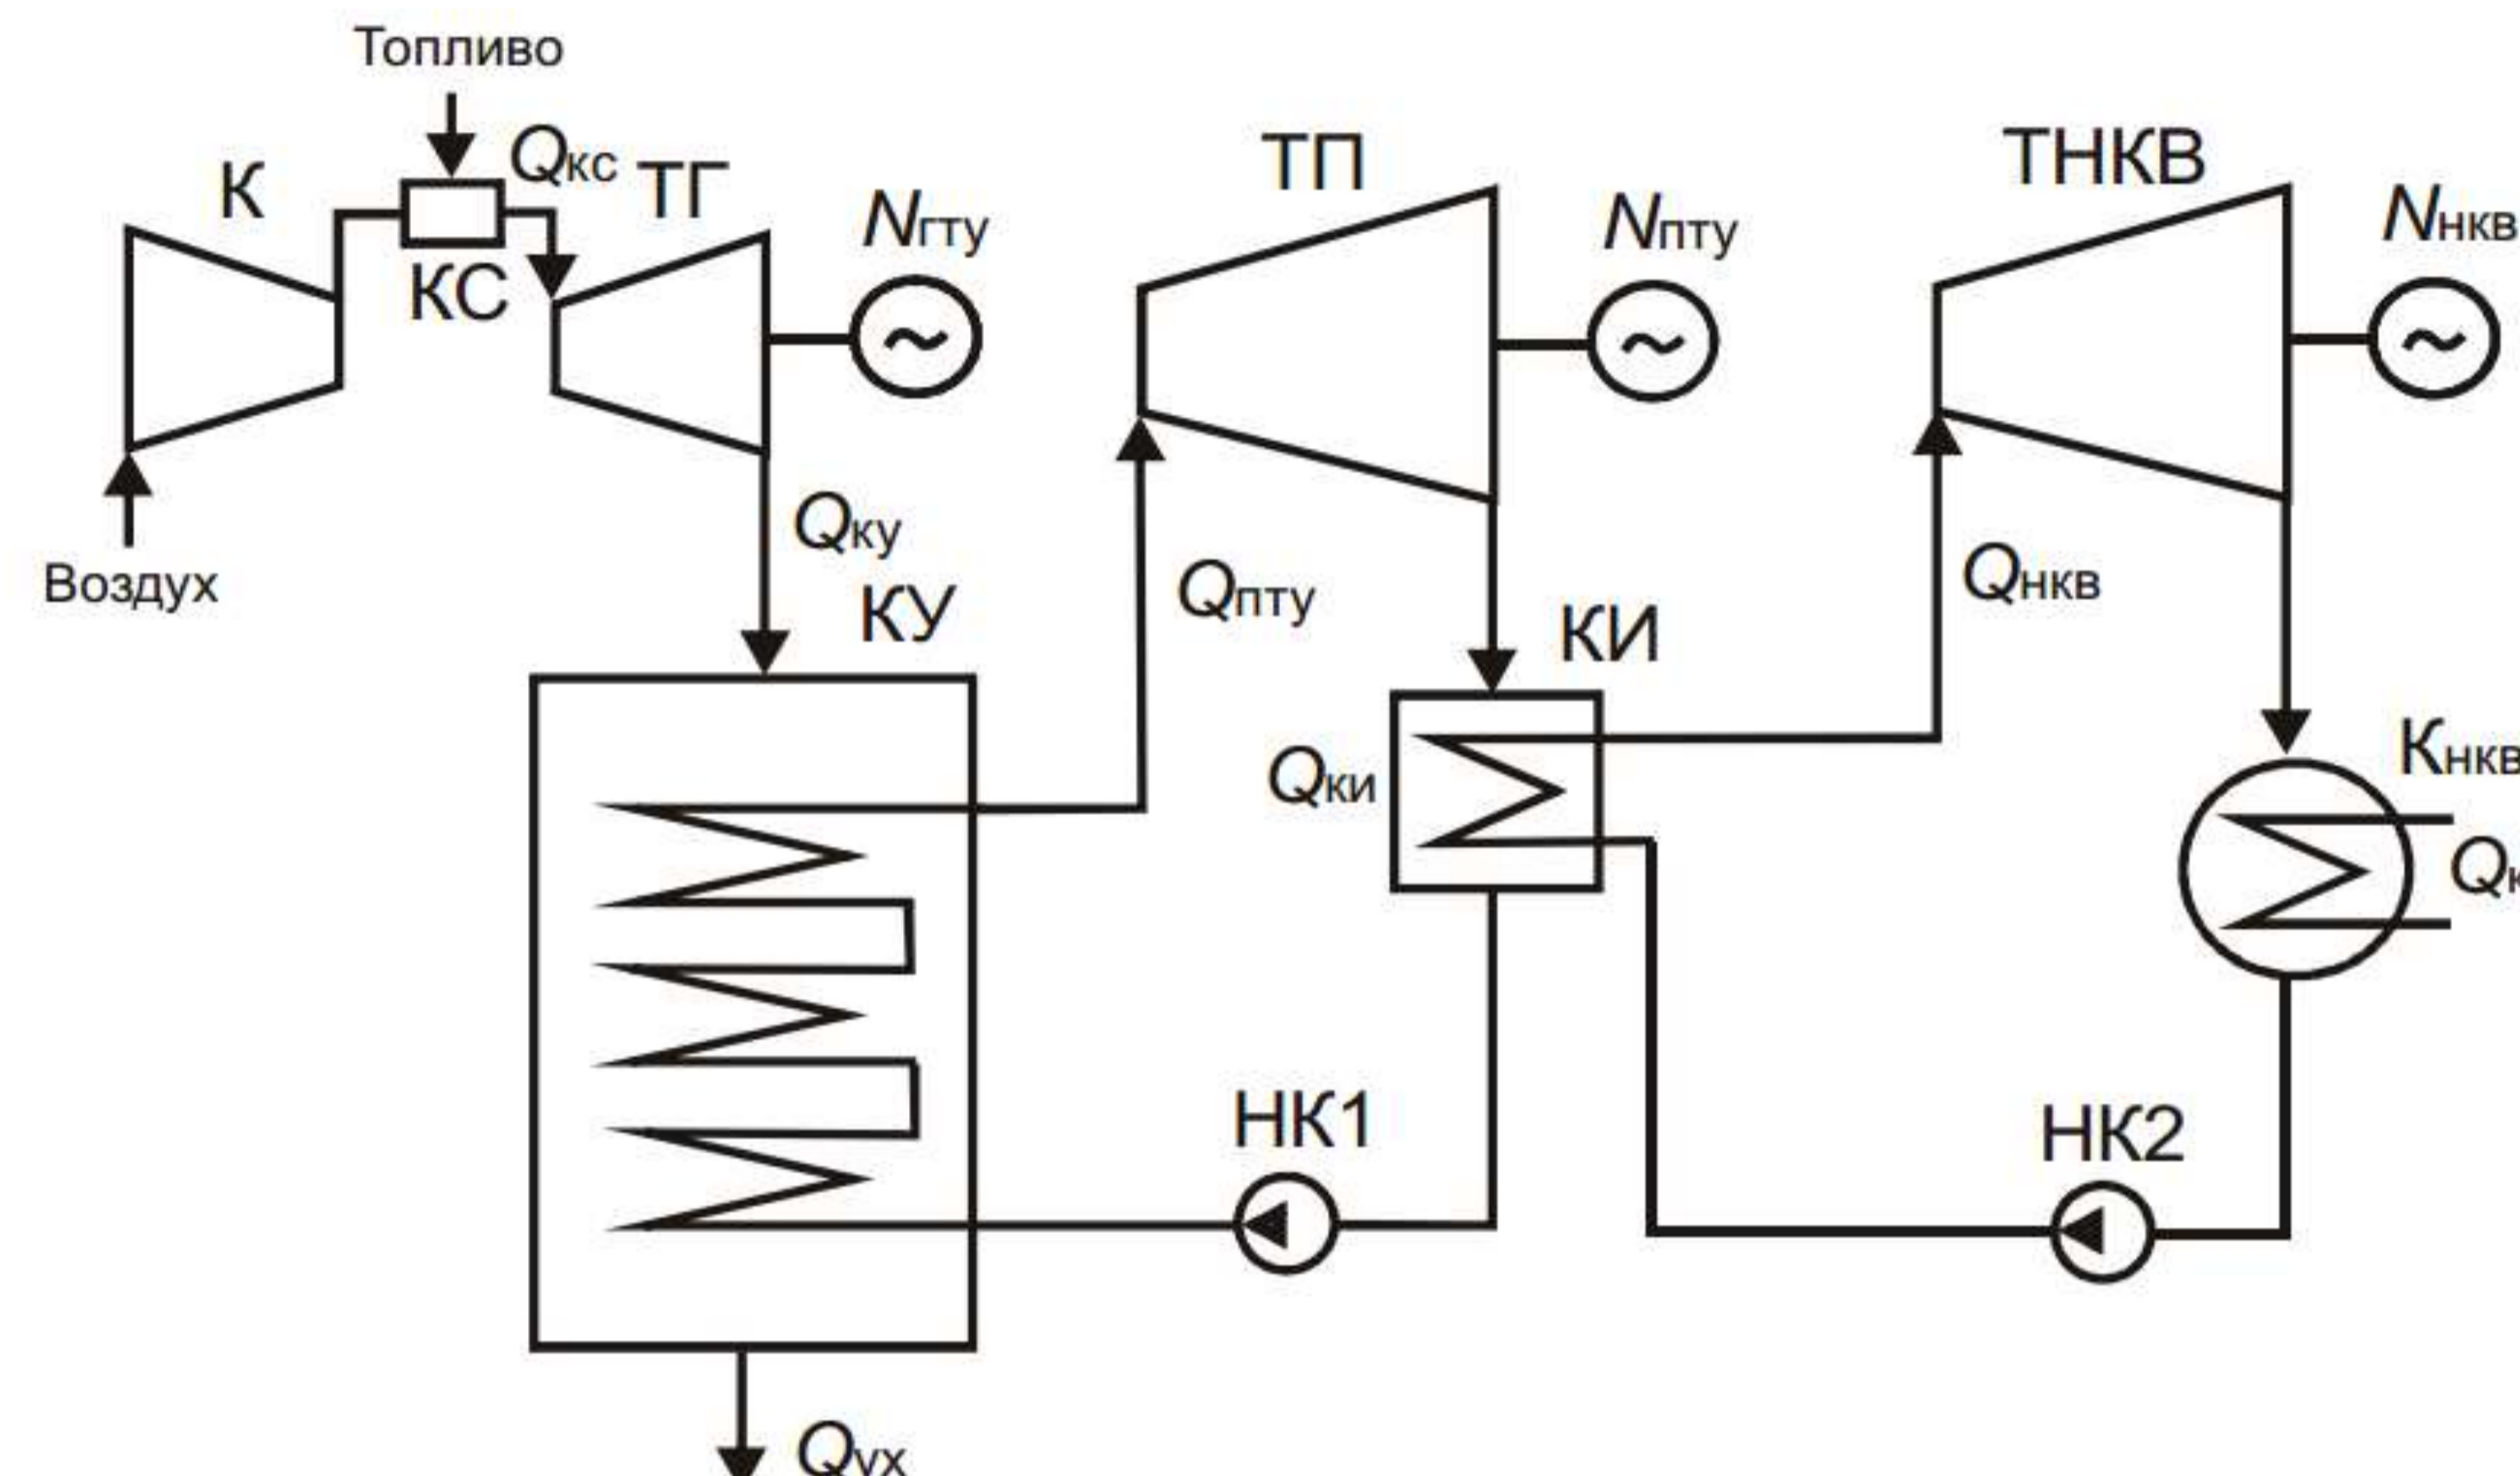 Топливо
К
Qкс
ТГ
КС
Nгту
ТП
Nпту
ТНКВ
Nнкв
Воздух
Qку
КУ
Qпту
КИ
Qнкв
Qки
Кнкв
НК1
НК2
Qух